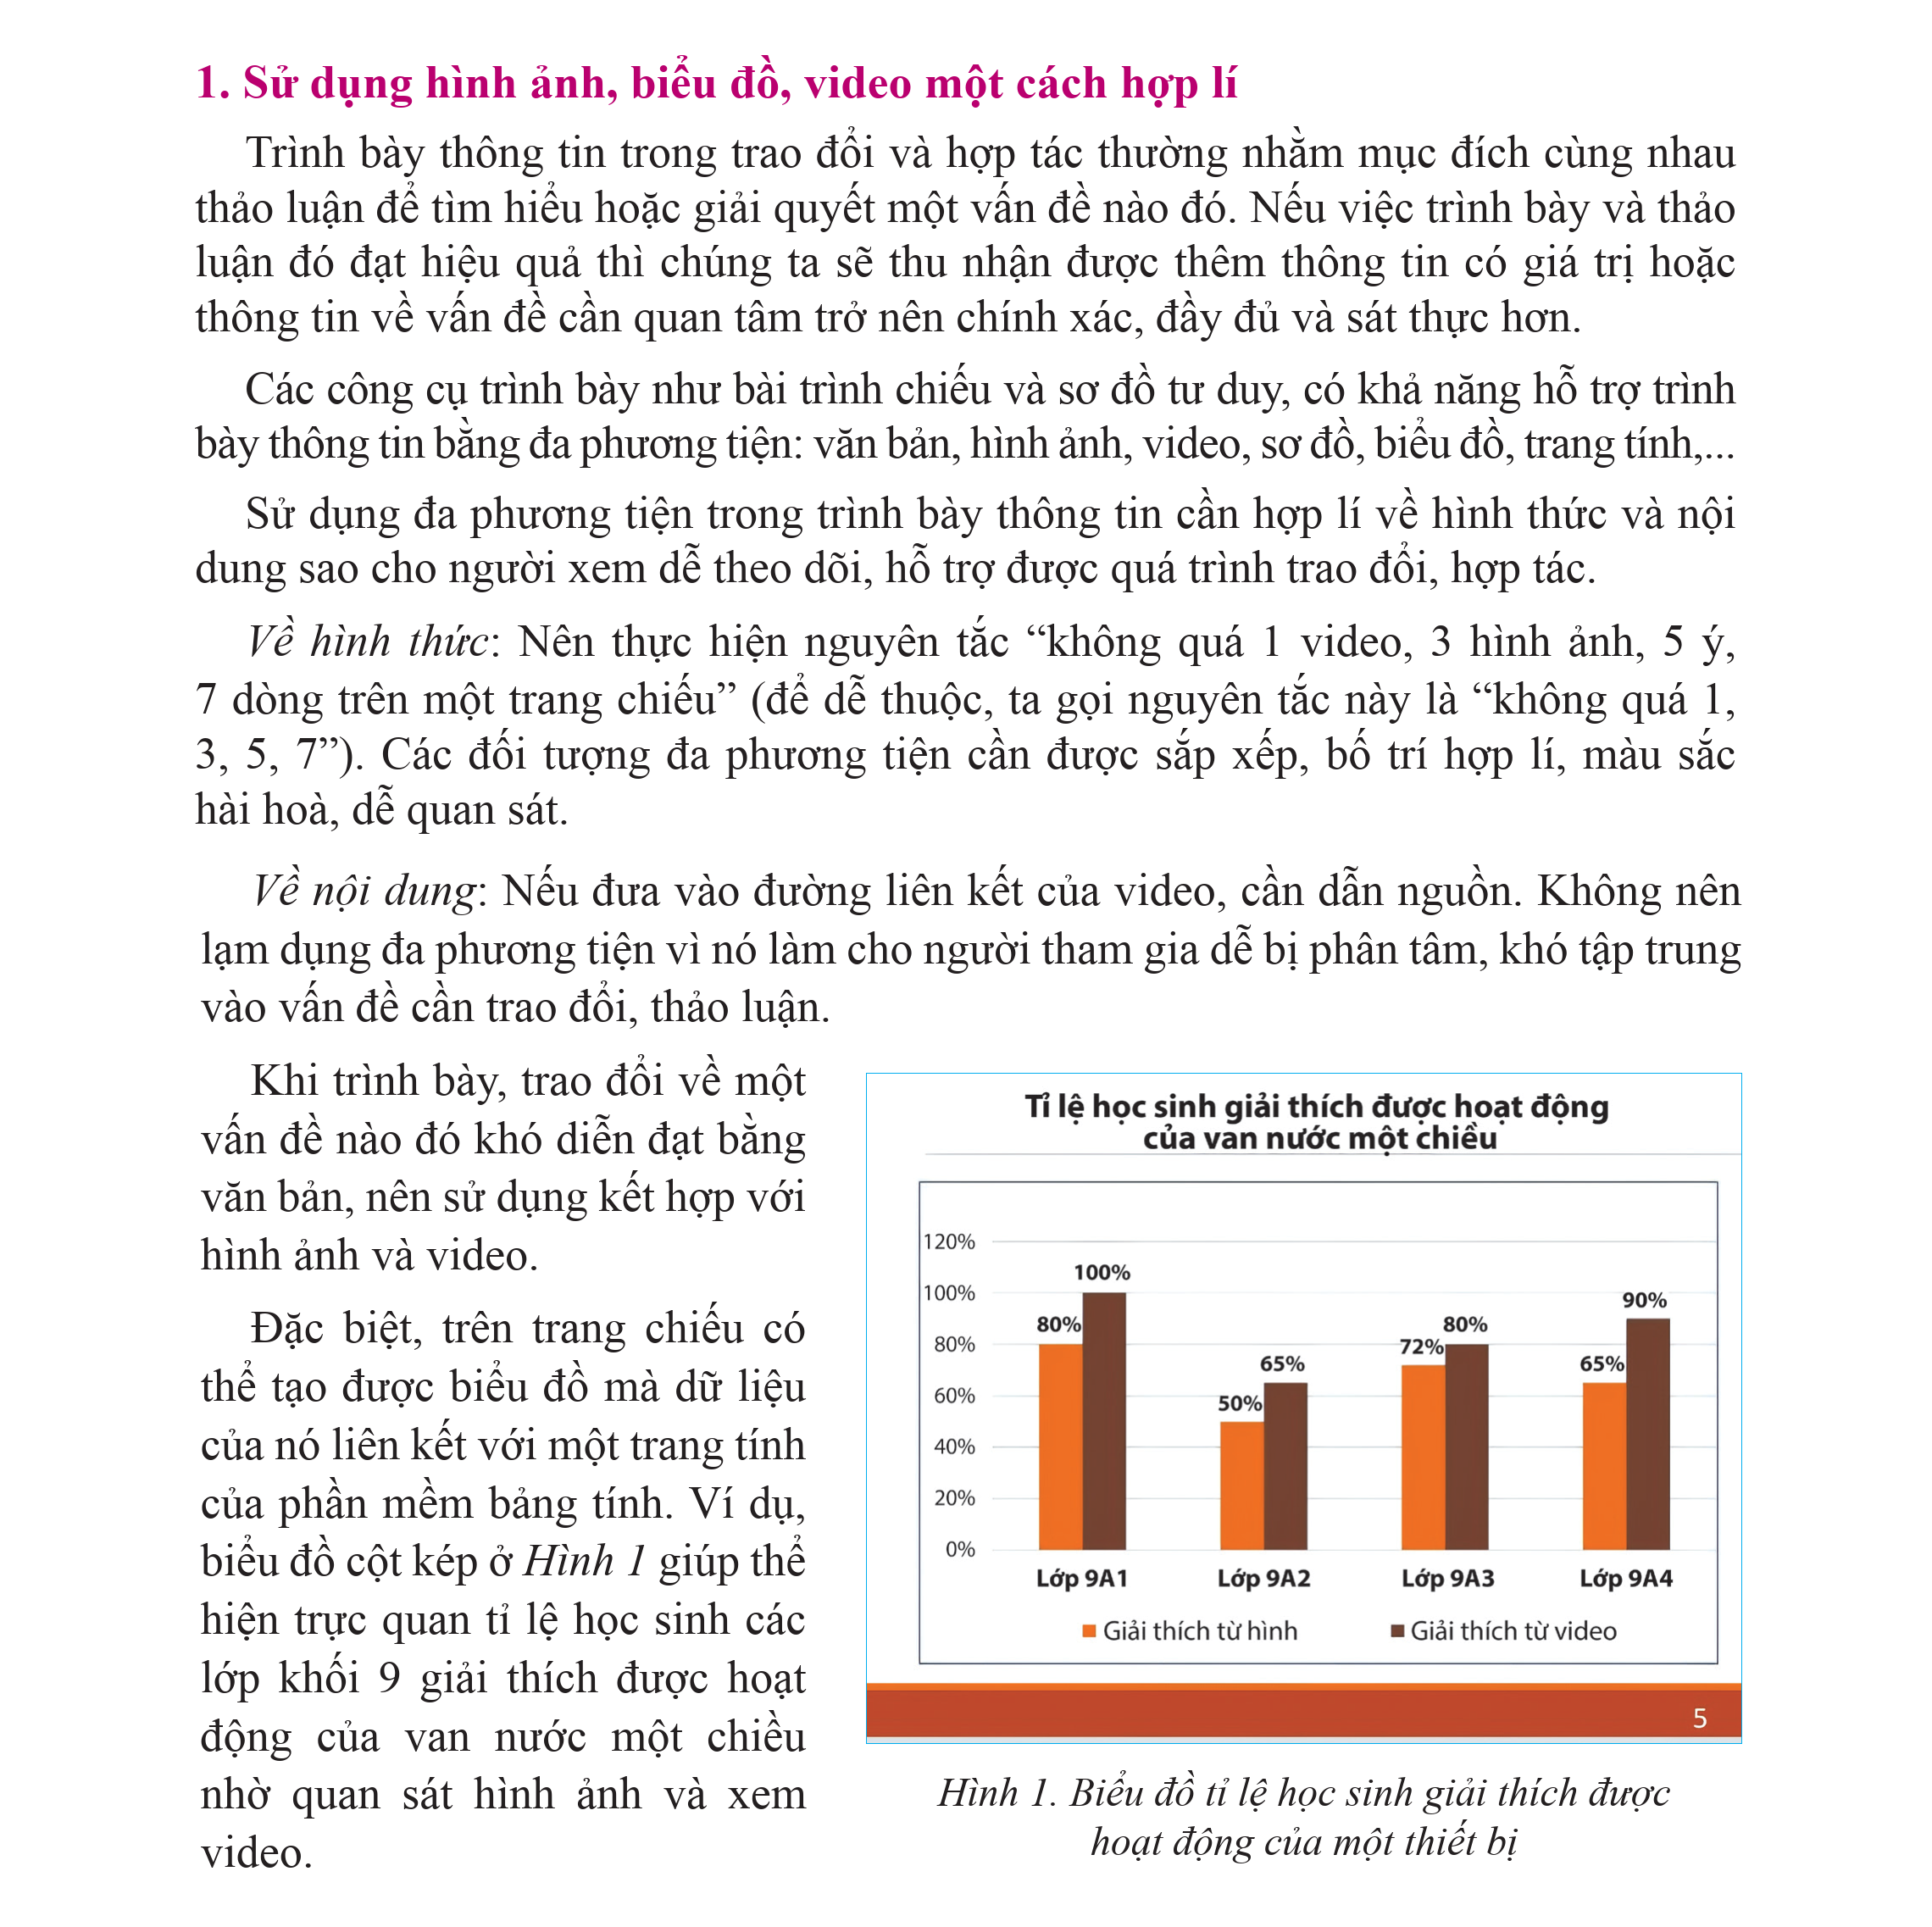 1. Sử dụng hình ảnh, biểu đồ, video một cách hợp lí
Trình bày thông tin trong trao đổi và hợp tác thường nhằm mục đích cùng nhau
thảo luận để tìm hiểu hoặc giải quyết một vấn đề nào đó. Nếu việc trình bày và thảo
luận đó đạt hiệu quả thì chúng ta sẽ thu nhận được thêm thông tin có giá trị hoặc
thông tin về vấn đề cần quan tâm trở nên chính xác, đầy đủ và sát thực hơn.
Các công cụ trình bày như bài trình chiếu và sơ đồ tư duy, có khả năng hỗ trợ trình
bày thông tin bằng đa phương tiện: văn bản, hình ảnh, video, sơ đồ, biểu đồ, trang tính,...
Sử dụng đa phương tiện trong trình bày thông tin cần hợp lí về hình thức và nội
dung sao cho người xem dễ theo dõi, hỗ trợ được quá trình trao đổi, hợp tác.
Về hình thức: Nên thực hiện nguyên tắc “không quá 1 video, 3 hình ảnh, 5 ý,
7 dòng trên một trang chiếu” (để dễ thuộc, ta gọi nguyên tắc này là “không quá 1,
3, 5, 7”). Các đối tượng đa phương tiện cần được sắp xếp, bố trí hợp lí, màu sắc
hài hoà, dễ quan sát.
Về nội dung: Nếu đưa vào đường liên kết của video, cần dẫn nguồn. Không nên
lạm dụng đa phương tiện vì nó làm cho người tham gia dễ bị phân tâm, khó tập trung
vào vấn đề cần trao đổi, thảo luận.
Khi trình bày, trao đổi về một
vấn đề nào đó khó diễn đạt bằng
văn bản, nên sử dụng kết hợp với
hình ảnh và video.
Đặc biệt, trên trang chiếu có
thể tạo được biểu đồ mà dữ liệu
của nó liên kết với một trang tính
của phần mềm bảng tính. Ví dụ,
biểu đồ cột kép ở Hình 1 giúp thể
hiện trực quan tỉ lệ học sinh các
lớp khối 9 giải thích được hoạt
động của van nước một chiều
nhờ quan sát hình ảnh và xem
video.
Tỉ lệ học sinh giải thích được hoạt động
của van nước một chiều
120%
100%
80%
60%
40%
20%
0%
80% 100%
50% 65%
72% 80%
65% 90%
Lớp 9A1 Lớp 9A2 Lớp 9A3 Lớp 9A4
Giải thích từ hình Giải thích từ video
5
Hình 1. Biểu đồ tỉ lệ học sinh giải thích được
hoạt động của một thiết bị